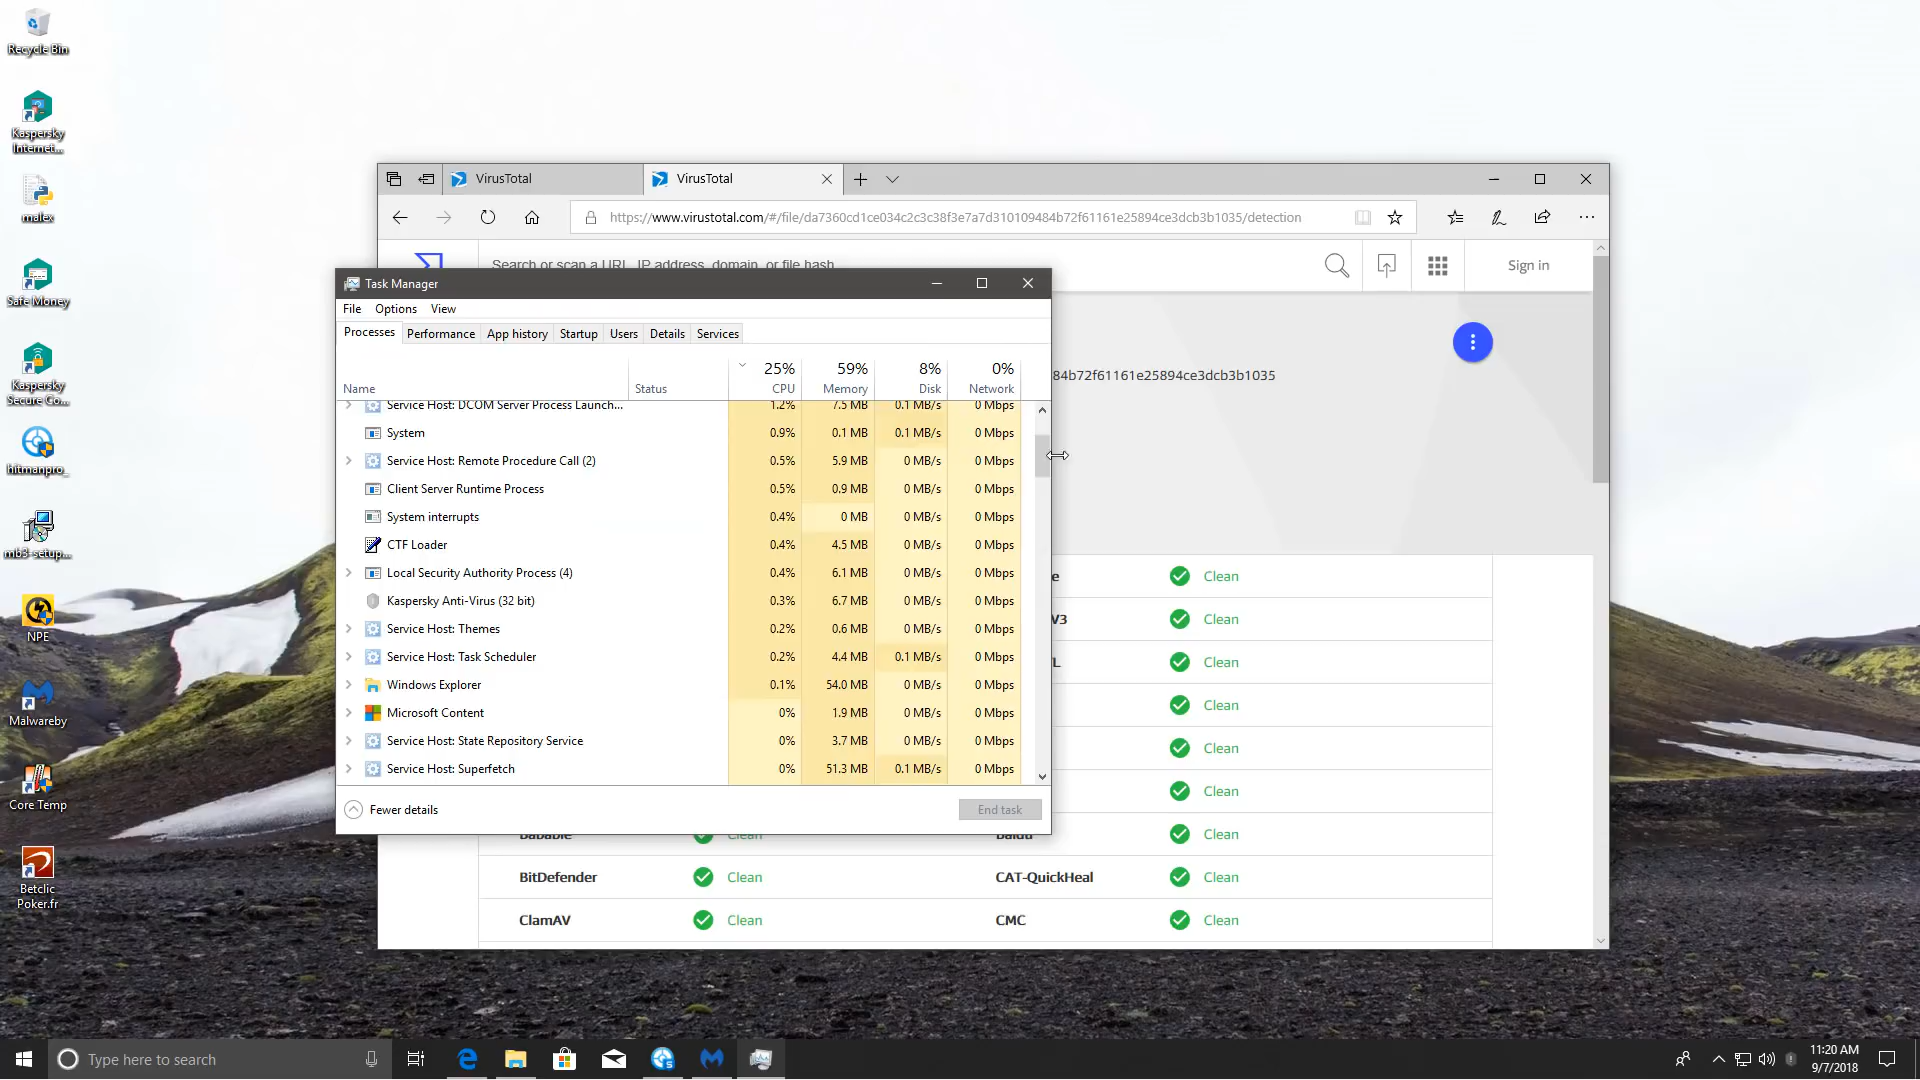 Recycle Bin
Kaspersky
Internet...
malex
Safe Money
Kaspersky
Secure Co...
hitmanpro_
mb3-setup...
NPE
Malwareby
Core Temp
Betclic
Poker.fr
VirusTotal
VirusTotal
https://www.virustotal.com/#/file/da7360cd1ce034c2c3c38f3e7a7d310109484b72f61161e25894ce3dcb3b1035/detection
Search or scan a URL, IP address, domain, or file hash
Sign in
84b72f61161e25894ce3dcb3b1035
Task Manager
File Options View
Processes Performance App history Startup Users Details Services
25% 59% 8% 0%
Name Status CPU Memory Disk Network
Service Host: DCOM Server Process Launch... 1.2% 7.5 MB 0.1 MB/s 0 Mbps
System 0.9% 0.1 MB 0.1 MB/s 0 Mbps
Service Host: Remote Procedure Call (2) 0.5% 5.9 MB 0 MB/s 0 Mbps
Client Server Runtime Process 0.5% 0.9 MB 0 MB/s 0 Mbps
System interrupts 0.4% 0 MB 0 MB/s 0 Mbps
CTF Loader 0.4% 4.5 MB 0 MB/s 0 Mbps
Local Security Authority Process (4) 0.4% 6.1 MB 0 MB/s 0 Mbps
Kaspersky Anti-Virus (32 bit) 0.3% 6.7 MB 0 MB/s 0 Mbps
Service Host: Themes 0.2% 0.6 MB 0 MB/s 0 Mbps
Service Host: Task Scheduler 0.2% 4.4 MB 0.1 MB/s 0 Mbps
Windows Explorer 0.1% 54.0 MB 0 MB/s 0 Mbps
Microsoft Content 0% 1.9 MB 0 MB/s 0 Mbps
Service Host: State Repository Service 0% 3.7 MB 0 MB/s 0 Mbps
Service Host: Superfetch 0% 51.3 MB 0.1 MB/s 0 Mbps
Fewer details
End task
e Clean
V3 Clean
L Clean
Clean
Clean
Clean
Babable Clean Baidu Clean
BitDefender Clean CAT-QuickHeal Clean
ClamAV Clean CMC Clean
Type here to search
11:20 AM
9/7/2018